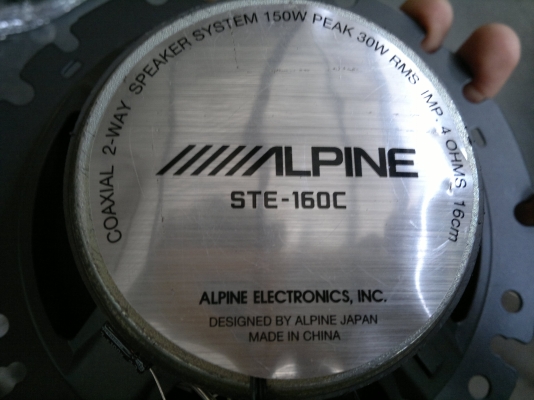 COAXIAL 2-WAY SPEAKER SYSTEM 150W PEAK 30W RMS IMP. 4 OHMS 16cm
ALPINE
STE-160C
ALPINE ELECTRONICS, INC.
DESIGNED BY ALPINE JAPAN
MADE IN CHINA